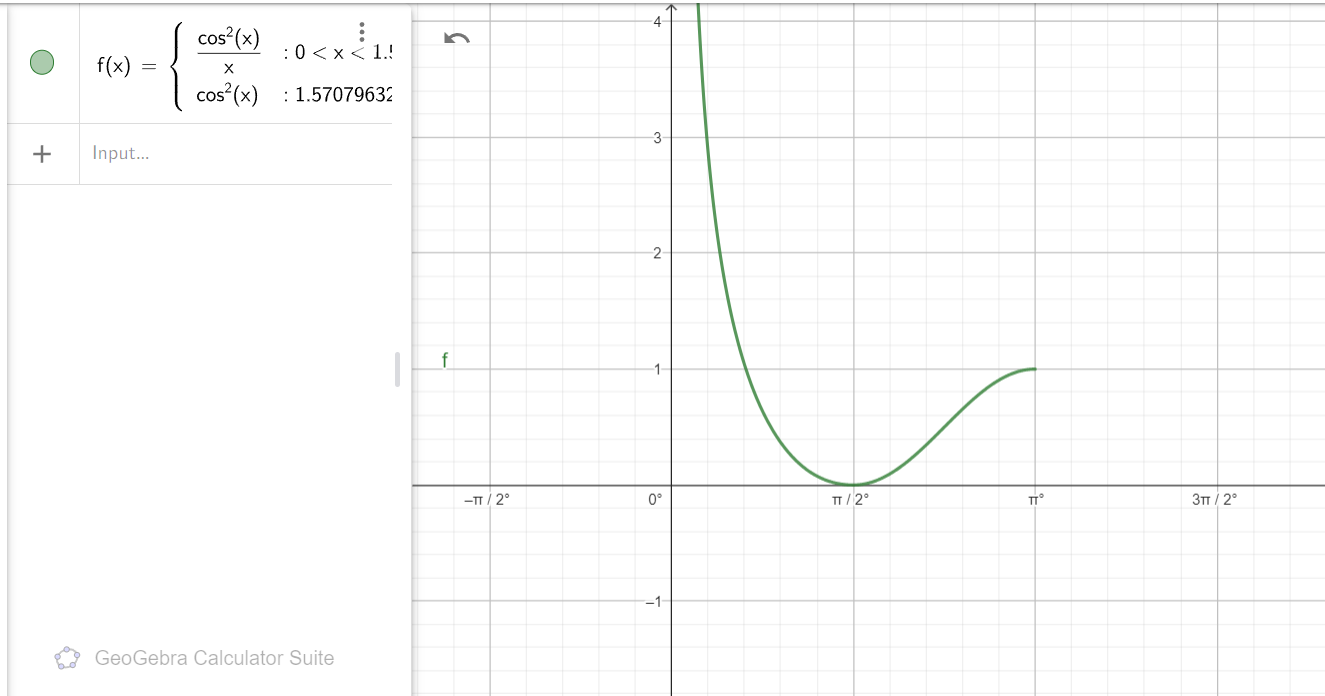 f(x) = { cos²(x)/x : 0 < x < 1.5
cos²(x) : 1.57079632
+ Input...
GeoGebra Calculator Suite
f
4
3
2
1
–1
–π / 2° 0° π / 2° π° 3π / 2°